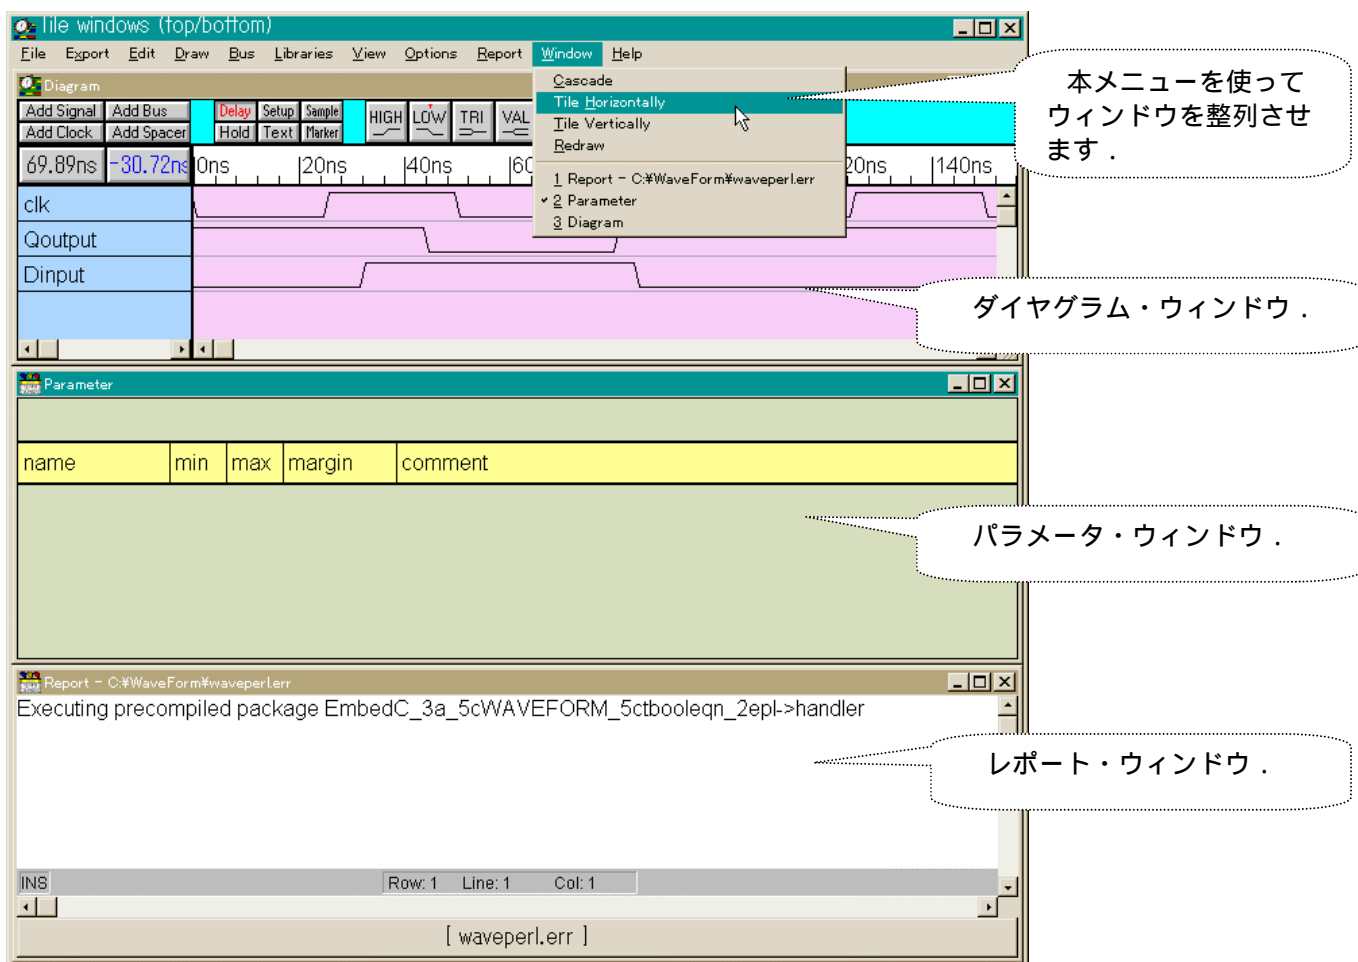 Tile windows (top/bottom)
File Export Edit Draw Bus Libraries View Options Report Window Help
Diagram
Add Signal Add Bus Delay Setup Sample HIGH LOW TRI VAL
Add Clock Add Spacer Hold Text Marker
69.89ns -30.72ns 0ns 20ns 40ns 60 20ns 140ns
Cascade
Tile Horizontally
Tile Vertically
Redraw
1 Report - C:¥WaveForm¥waveperl.err
2 Parameter
3 Diagram
本メニューを使って
ウィンドウを整列させ
ます．
clk
Qoutput
Dinput
ダイヤグラム・ウィンドウ．
Parameter
name min max margin comment
パラメータ・ウィンドウ．
Report - C:¥WaveForm¥waveperl.err
Executing precompiled package EmbedC_3a_5cWAVEFORM_5ctbooleqn_2epl->handler
レポート・ウィンドウ．
INS Row: 1 Line: 1 Col: 1
[ waveperl.err ]